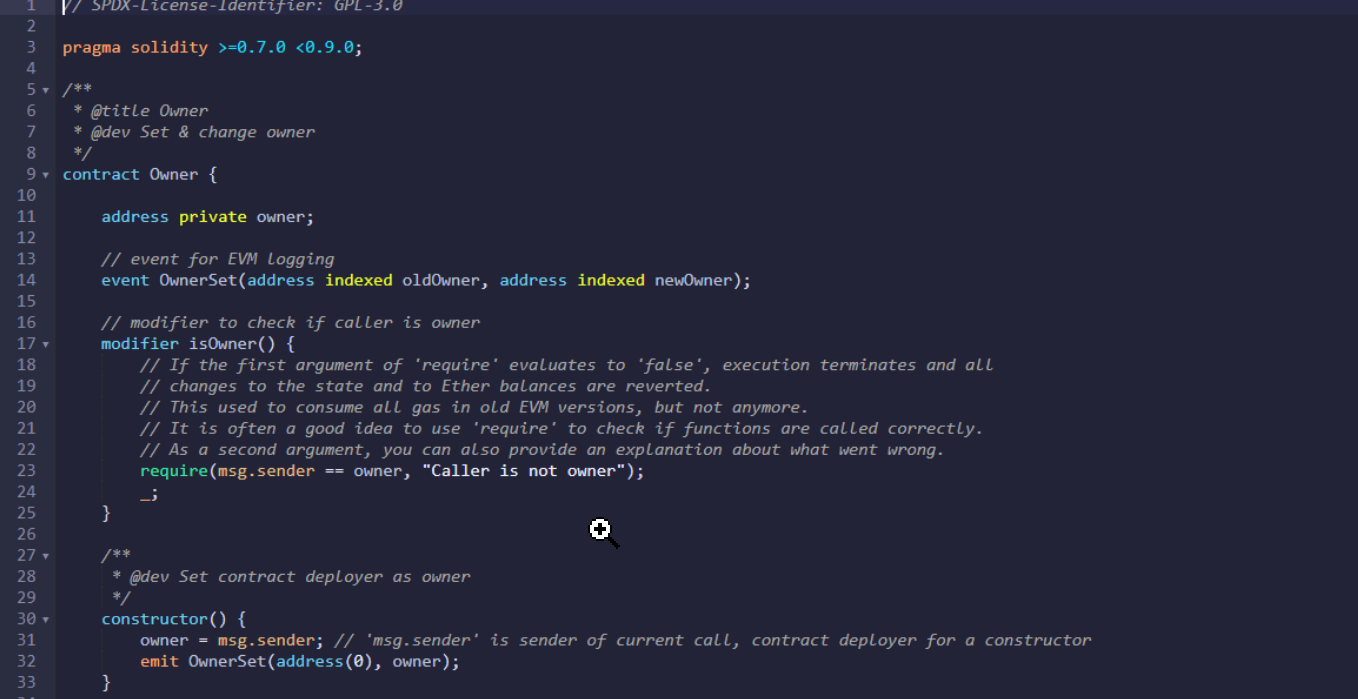 1 // SPDX-License-Identifier: GPL-3.0
2
3 pragma solidity >=0.7.0 <0.9.0;
4
5 /**
6  * @title Owner
7  * @dev Set & change owner
8  */
9 contract Owner {
10
11     address private owner;
12
13     // event for EVM logging
14     event OwnerSet(address indexed oldOwner, address indexed newOwner);
15
16     // modifier to check if caller is owner
17     modifier isOwner() {
18         // If the first argument of 'require' evaluates to 'false', execution terminates and all
19         // changes to the state and to Ether balances are reverted.
20         // This used to consume all gas in old EVM versions, but not anymore.
21         // It is often a good idea to use 'require' to check if functions are called correctly.
22         // As a second argument, you can also provide an explanation about what went wrong.
23         require(msg.sender == owner, "Caller is not owner");
24         _;
25     }
26
27     /**
28      * @dev Set contract deployer as owner
29      */
30     constructor() {
31         owner = msg.sender; // 'msg.sender' is sender of current call, contract deployer for a constructor
32         emit OwnerSet(address(0), owner);
33     }